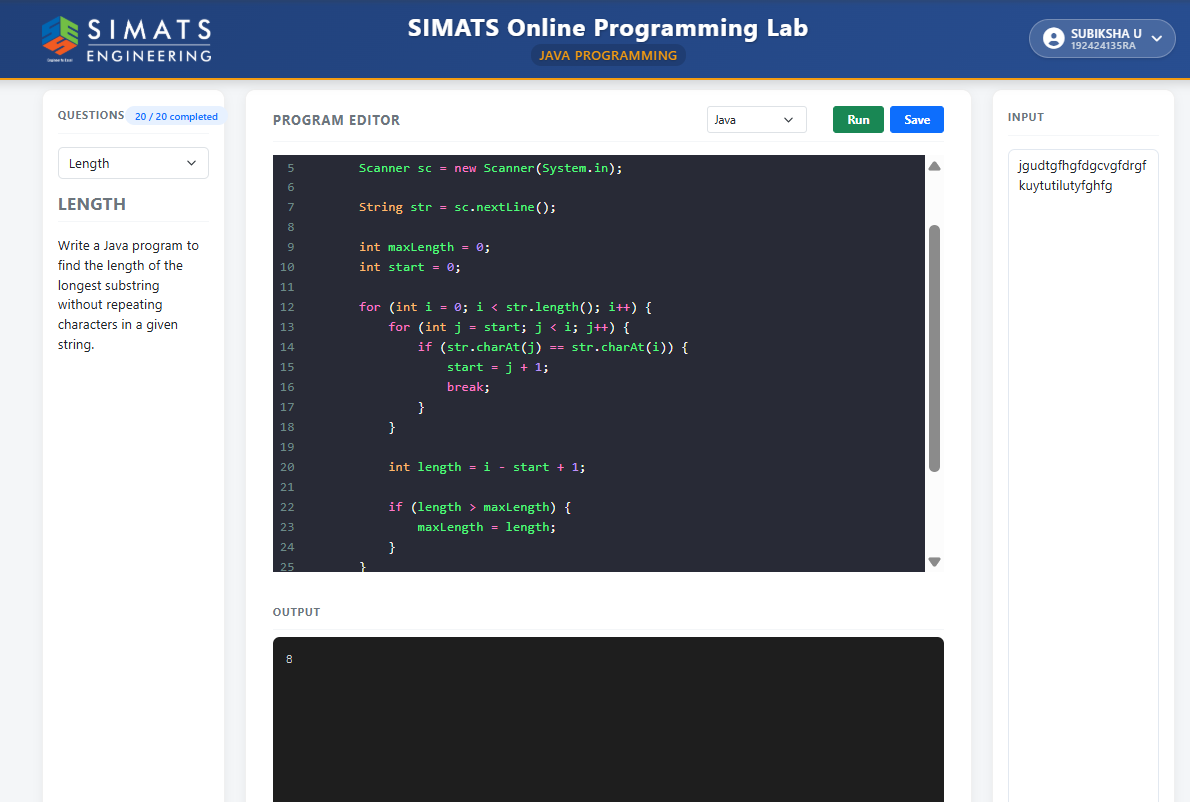 SIMATS
ENGINEERING
Engineer to Excel
SIMATS Online Programming Lab
JAVA PROGRAMMING
SUBIKSHA U
192424135RA
QUESTIONS 20 / 20 completed
Length
LENGTH
Write a Java program to
find the length of the
longest substring
without repeating
characters in a given
string.
PROGRAM EDITOR
Java
Run
Save
5 Scanner sc = new Scanner(System.in);
6
7 String str = sc.nextLine();
8
9 int maxLength = 0;
10 int start = 0;
11
12 for (int i = 0; i < str.length(); i++) {
13 for (int j = start; j < i; j++) {
14 if (str.charAt(j) == str.charAt(i)) {
15 start = j + 1;
16 break;
17 }
18 }
19
20 int length = i - start + 1;
21
22 if (length > maxLength) {
23 maxLength = length;
24 }
25 }
OUTPUT
8
INPUT
jgudtgfhgfdgcvgfdrgf
kuytutilutyfghfg